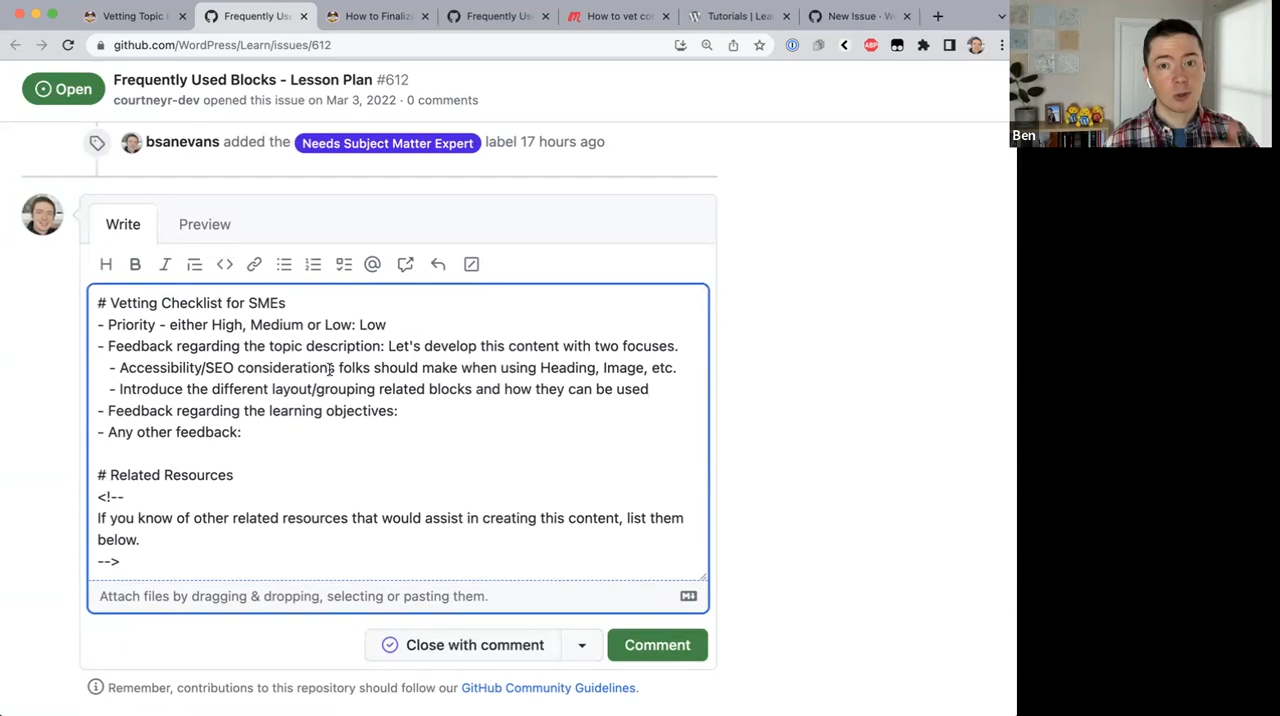 Vetting Topic I
Frequently Use
How to Finaliz
Frequently Us
How to vet co
Tutorials | Lea
New Issue · W
github.com/WordPress/Learn/issues/612
ABP
Open
Frequently Used Blocks - Lesson Plan #612
courtneyr-dev opened this issue on Mar 3, 2022 · 0 comments
Ben
bsanevans added the Needs Subject Matter Expert label 17 hours ago
Write
Preview
# Vetting Checklist for SMEs
- Priority - either High, Medium or Low: Low
- Feedback regarding the topic description: Let's develop this content with two focuses.
- Accessibility/SEO considerations folks should make when using Heading, Image, etc.
- Introduce the different layout/grouping related blocks and how they can be used
- Feedback regarding the learning objectives:
- Any other feedback:
# Related Resources
<!--
If you know of other related resources that would assist in creating this content, list them
below.
-->
Attach files by dragging & dropping, selecting or pasting them.
Close with comment
Comment
Remember, contributions to this repository should follow our GitHub Community Guidelines.